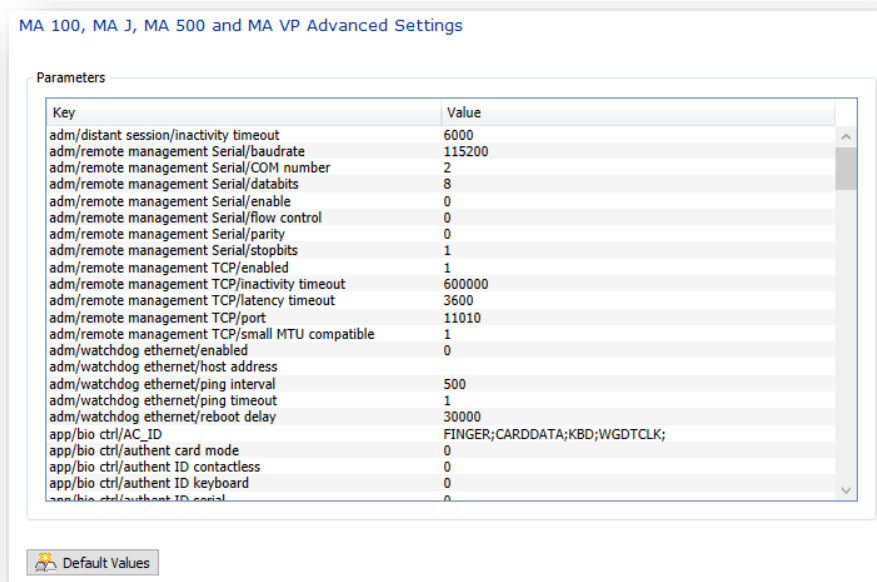 MA 100, MA J, MA 500 and MA VP Advanced Settings
Parameters
Key Value
adm/distant session/inactivity timeout 6000
adm/remote management Serial/baudrate 115200
adm/remote management Serial/COM number 2
adm/remote management Serial/databits 8
adm/remote management Serial/enable 0
adm/remote management Serial/flow control 0
adm/remote management Serial/parity 0
adm/remote management Serial/stopbits 1
adm/remote management TCP/enabled 1
adm/remote management TCP/inactivity timeout 600000
adm/remote management TCP/latency timeout 3600
adm/remote management TCP/port 11010
adm/remote management TCP/small MTU compatible 1
adm/watchdog ethernet/enabled 0
adm/watchdog ethernet/host address
adm/watchdog ethernet/ping interval 500
adm/watchdog ethernet/ping timeout 1
adm/watchdog ethernet/reboot delay 30000
app/bio ctrl/AC_ID FINGER;CARDDATA;KBD;WGDTCLK;
app/bio ctrl/authent card mode 0
app/bio ctrl/authent ID contactless 0
app/bio ctrl/authent ID keyboard 0
app/bio ctrl/authent ID serial 0
Default Values